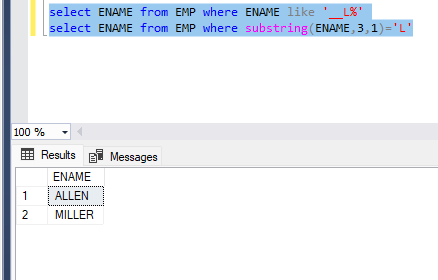 select ENAME from EMP where ENAME like '__L%'
select ENAME from EMP where substring(ENAME,3,1)='L'
100 %
Results Messages
ENAME
1 ALLEN
2 MILLER